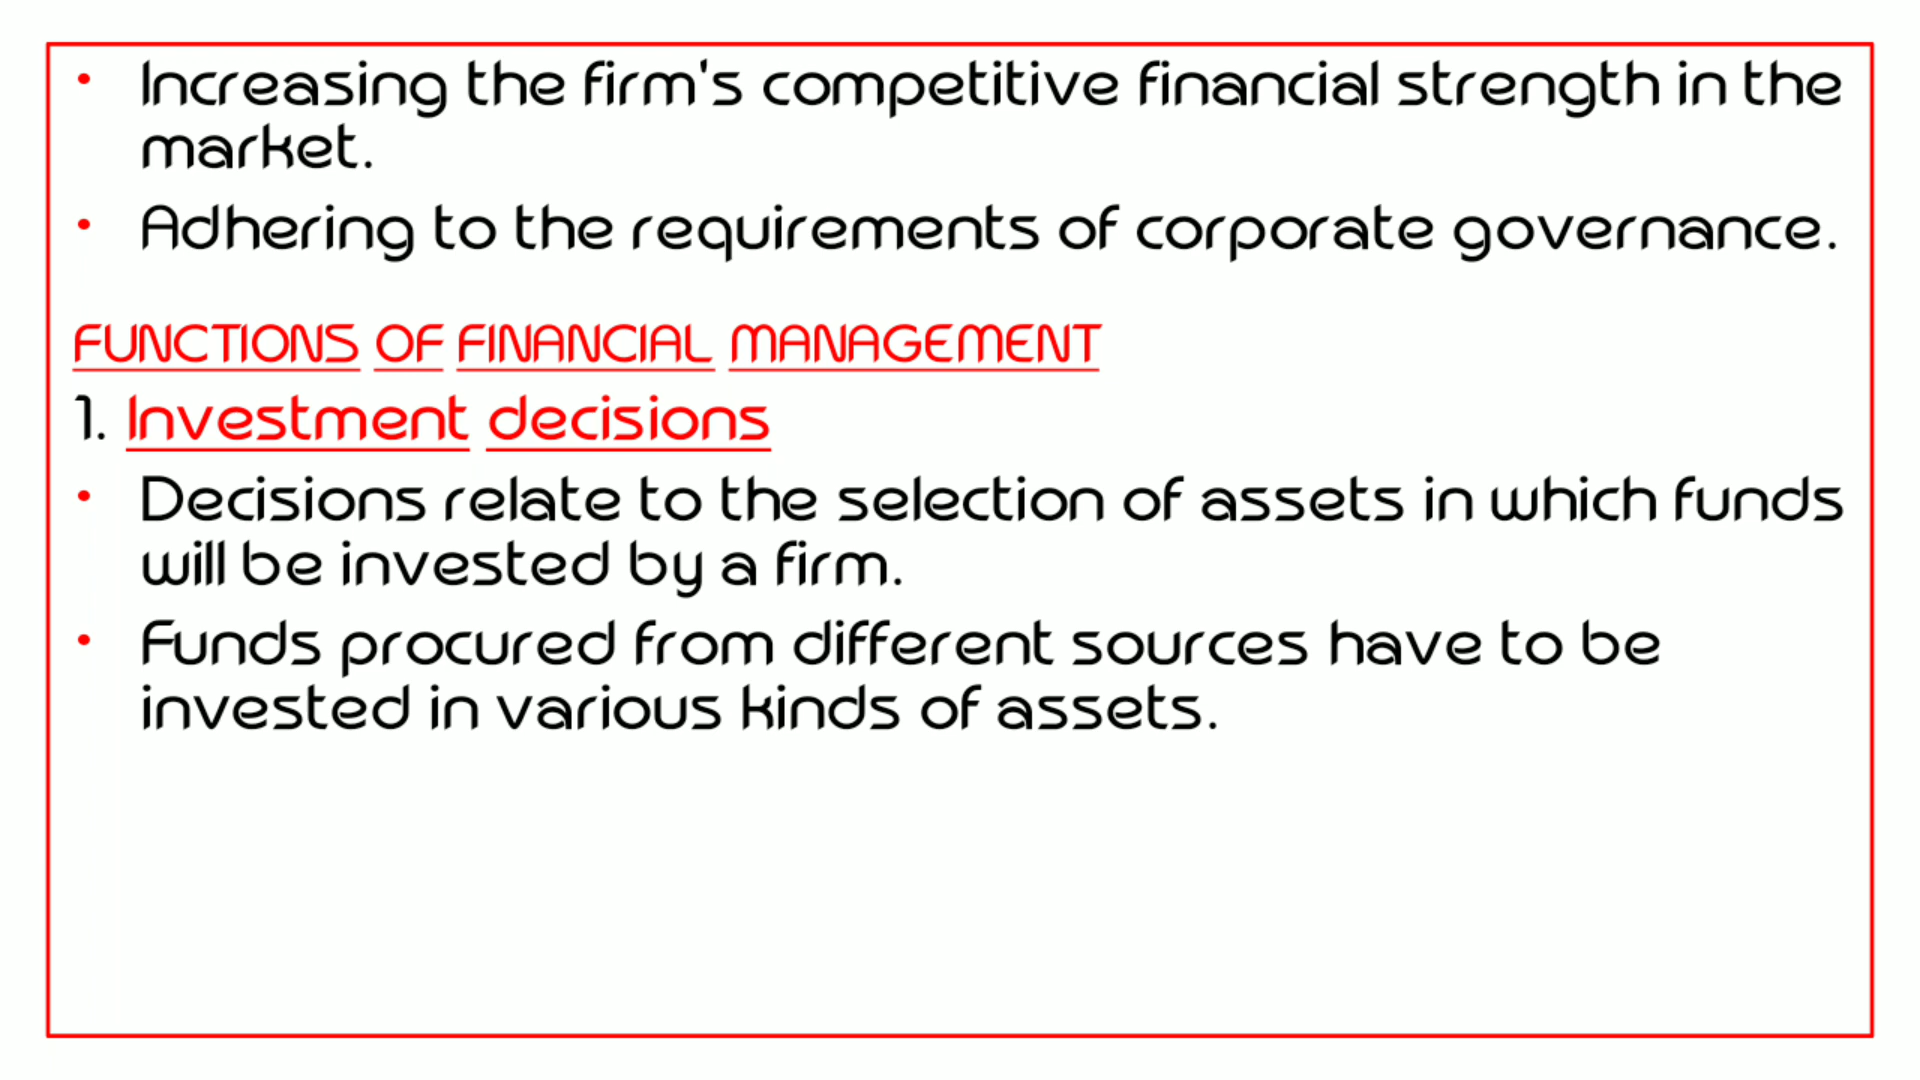 • Increasing the firm's competitive financial strength in the
market.
• Adhering to the requirements of corporate governance.
FUNCTIONS OF FINANCIAL MANAGEMENT
1. Investment decisions
• Decisions relate to the selection of assets in which funds
will be invested by a firm.
• Funds procured from different sources have to be
invested in various kinds of assets.